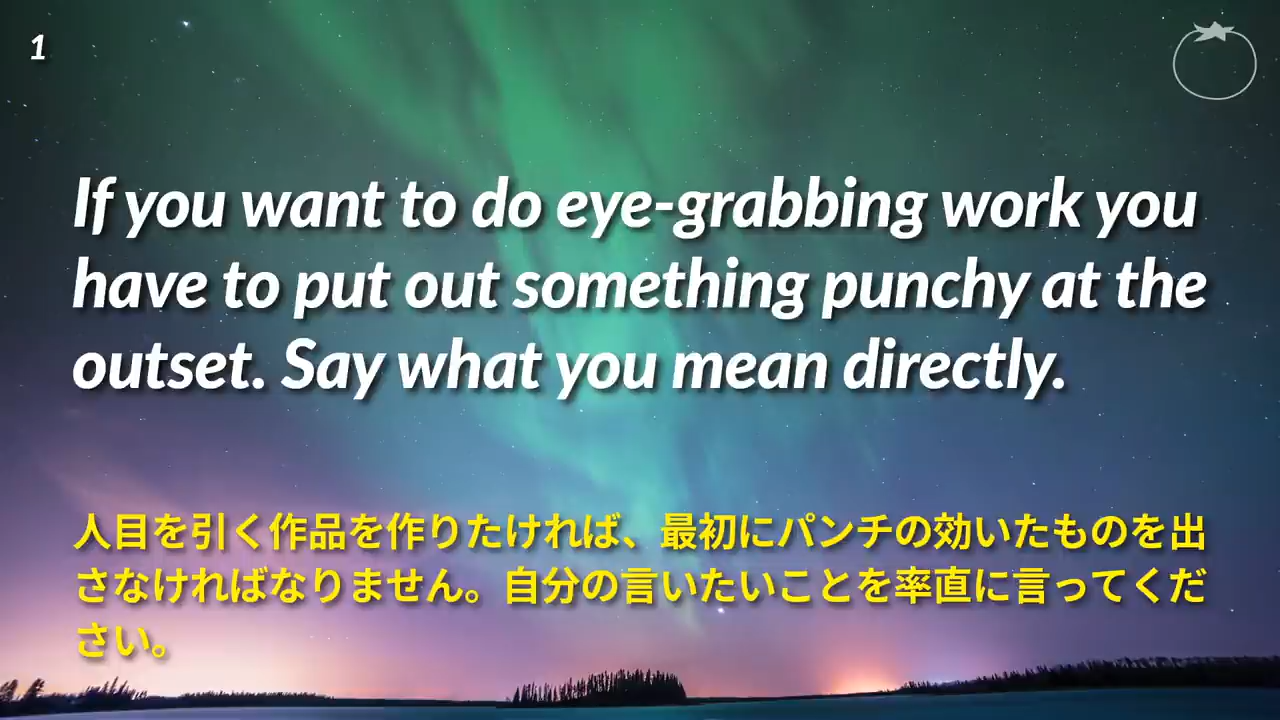 1
If you want to do eye-grabbing work you
have to put out something punchy at the
outset. Say what you mean directly.
人目を引く作品を作りたければ、最初にパンチの効いたものを出
さなければなりません。自分の言いたいことを率直に言ってくだ
さい。